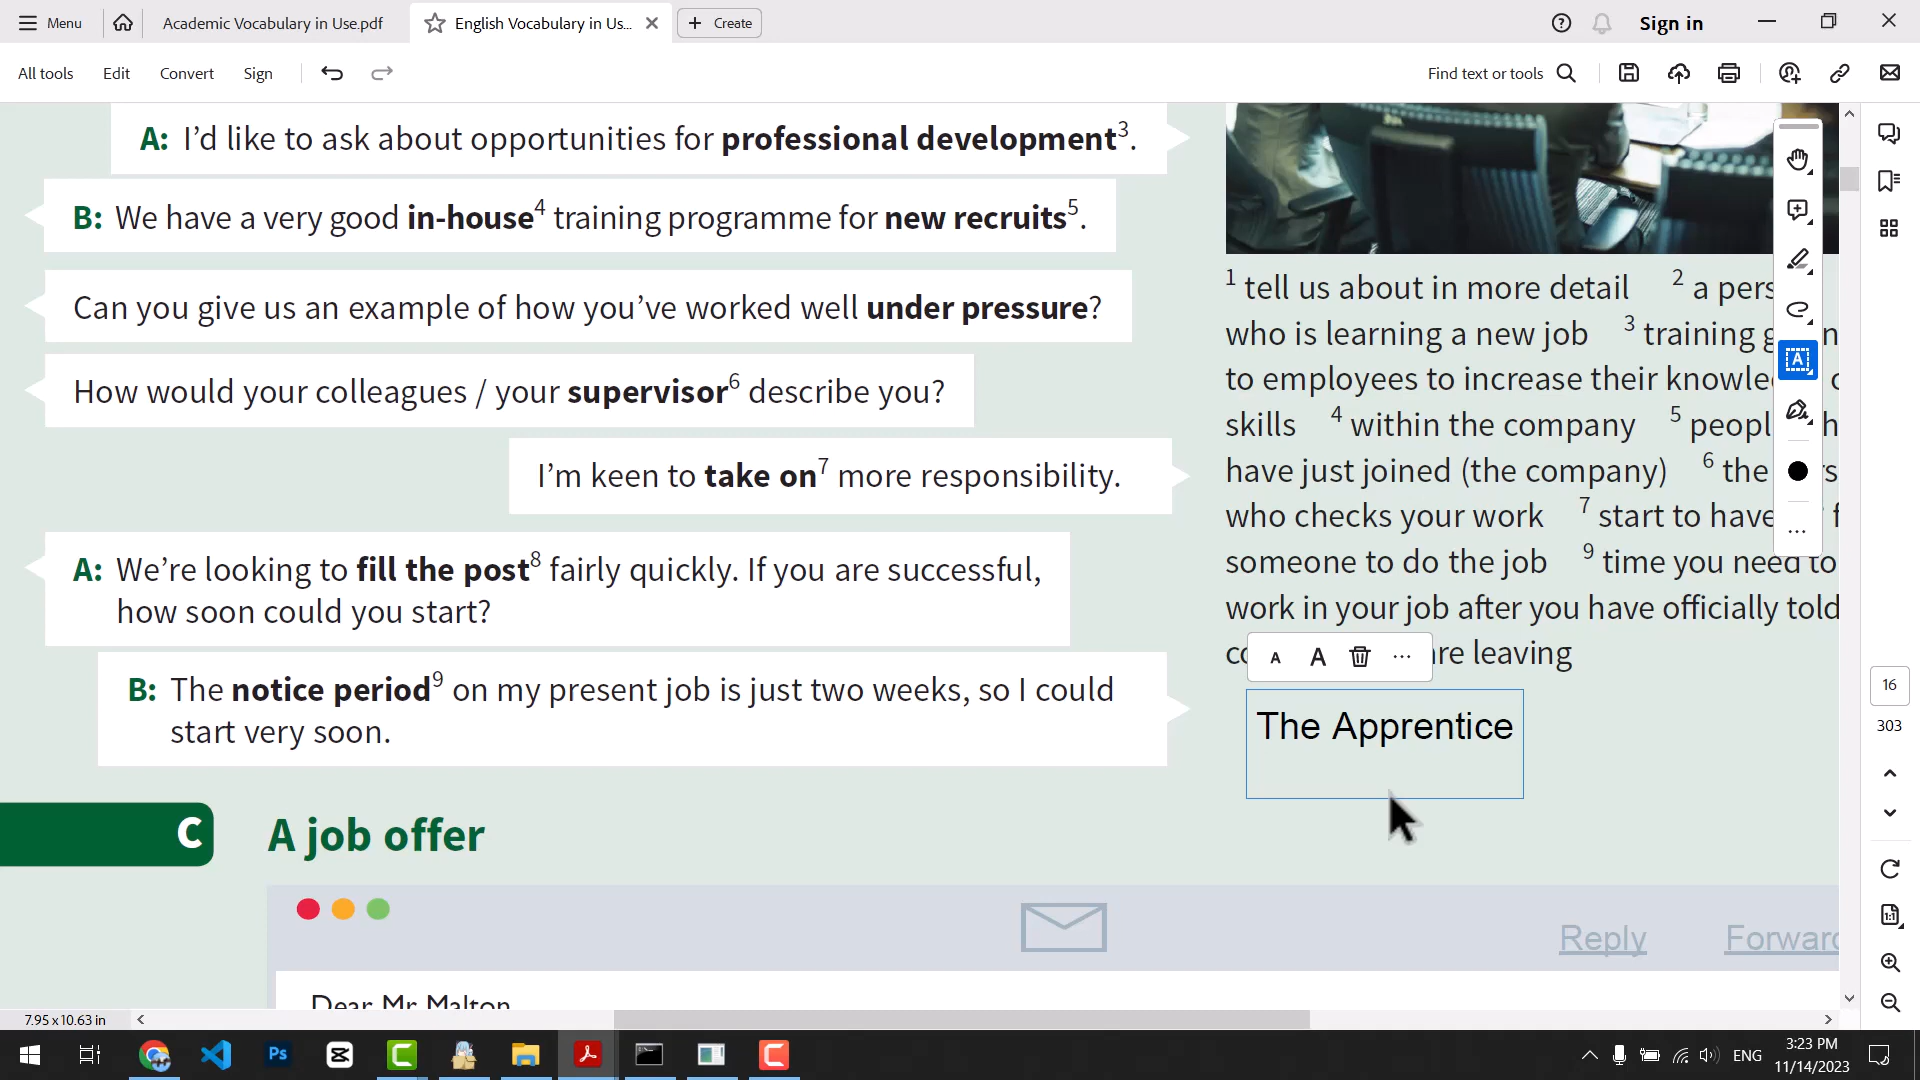 Menu
Academic Vocabulary in Use.pdf
English Vocabulary in Us...
Create
Sign in
All tools
Edit
Convert
Sign
Find text or tools
A: I'd like to ask about opportunities for professional development3.
B: We have a very good in-house4 training programme for new recruits5.
Can you give us an example of how you've worked well under pressure?
How would your colleagues / your supervisor6 describe you?
I'm keen to take on7 more responsibility.
A: We're looking to fill the post8 fairly quickly. If you are successful,
how soon could you start?
B: The notice period9 on my present job is just two weeks, so I could
start very soon.
1 tell us about in more detail 2 a
who is learning a new job 3 training
to employees to increase their
skills 4 within the company 5
have just joined (the company) 6 the
who checks your work 7 start to have
someone to do the job 9 time you need to
work in your job after you have officially told
leaving
The Apprentice
C A job offer
Reply
Dear Mr Malton
16
303
7.95 x 10.63 in
Ps
ENG
3:23 PM
11/14/2023